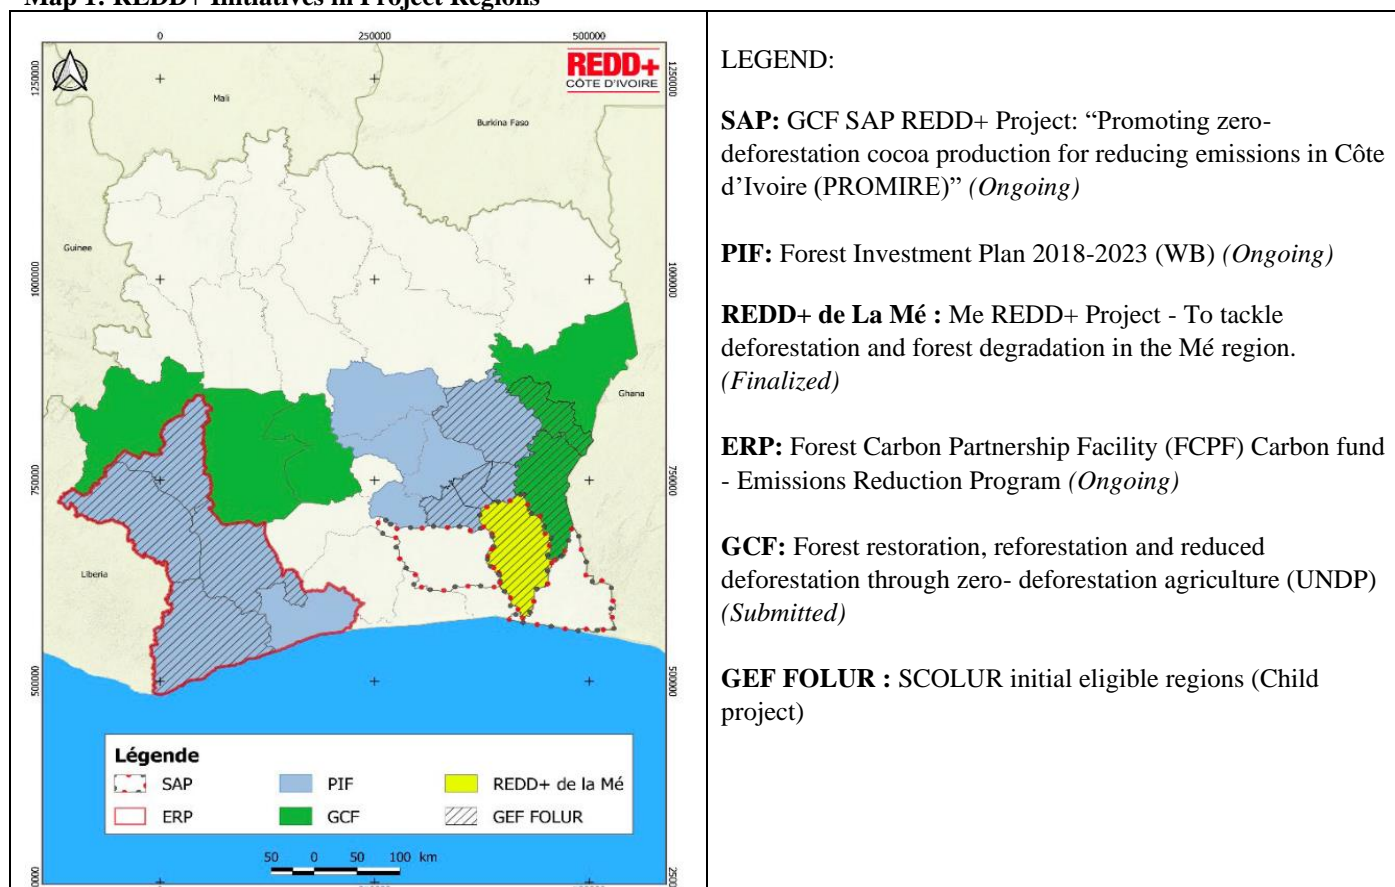 Map 1: REDD+ Initiatives in Project Regions
0 250000 500000
1250000
1250000
REDD+
CÔTE D'IVOIRE
Mali
Burkina Faso
Guinee
1000000
1000000
Ghana
750000
750000
Liberia
500000
500000
Légende
SAP PIF REDD+ de la Mé
ERP GCF GEF FOLUR
50 0 50 100 km
LEGEND:
SAP: GCF SAP REDD+ Project: “Promoting zero-
deforestation cocoa production for reducing emissions in Côte
d’Ivoire (PROMIRE)” (Ongoing)
PIF: Forest Investment Plan 2018-2023 (WB) (Ongoing)
REDD+ de La Mé : Me REDD+ Project - To tackle
deforestation and forest degradation in the Mé region.
(Finalized)
ERP: Forest Carbon Partnership Facility (FCPF) Carbon fund
- Emissions Reduction Program (Ongoing)
GCF: Forest restoration, reforestation and reduced
deforestation through zero- deforestation agriculture (UNDP)
(Submitted)
GEF FOLUR : SCOLUR initial eligible regions (Child
project)